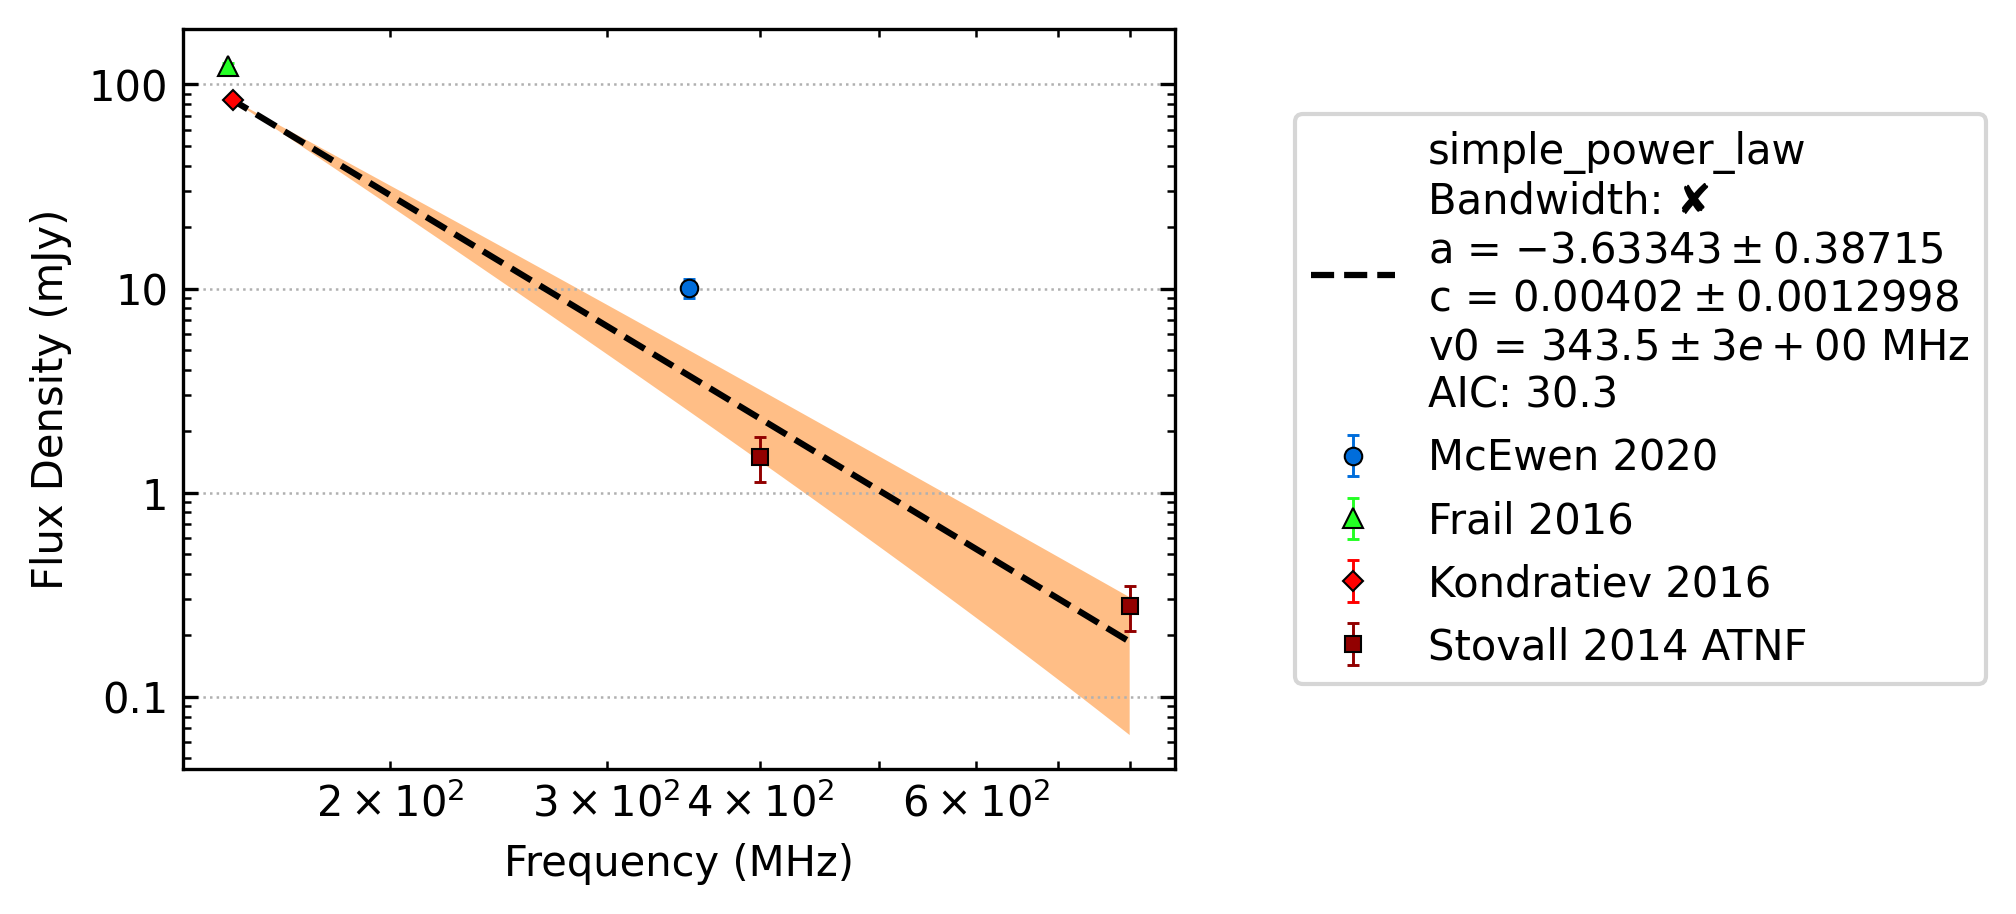 100
10
1
0.1
Flux Density (mJy)
2 × 10²
3 × 10²
4 × 10²
6 × 10²
Frequency (MHz)
simple_power_law
Bandwidth: ✘
a = −3.63343 ± 0.38715
c = 0.00402 ± 0.0012998
v0 = 343.5 ± 3e + 00 MHz
AIC: 30.3
McEwen 2020
Frail 2016
Kondratiev 2016
Stovall 2014 ATNF